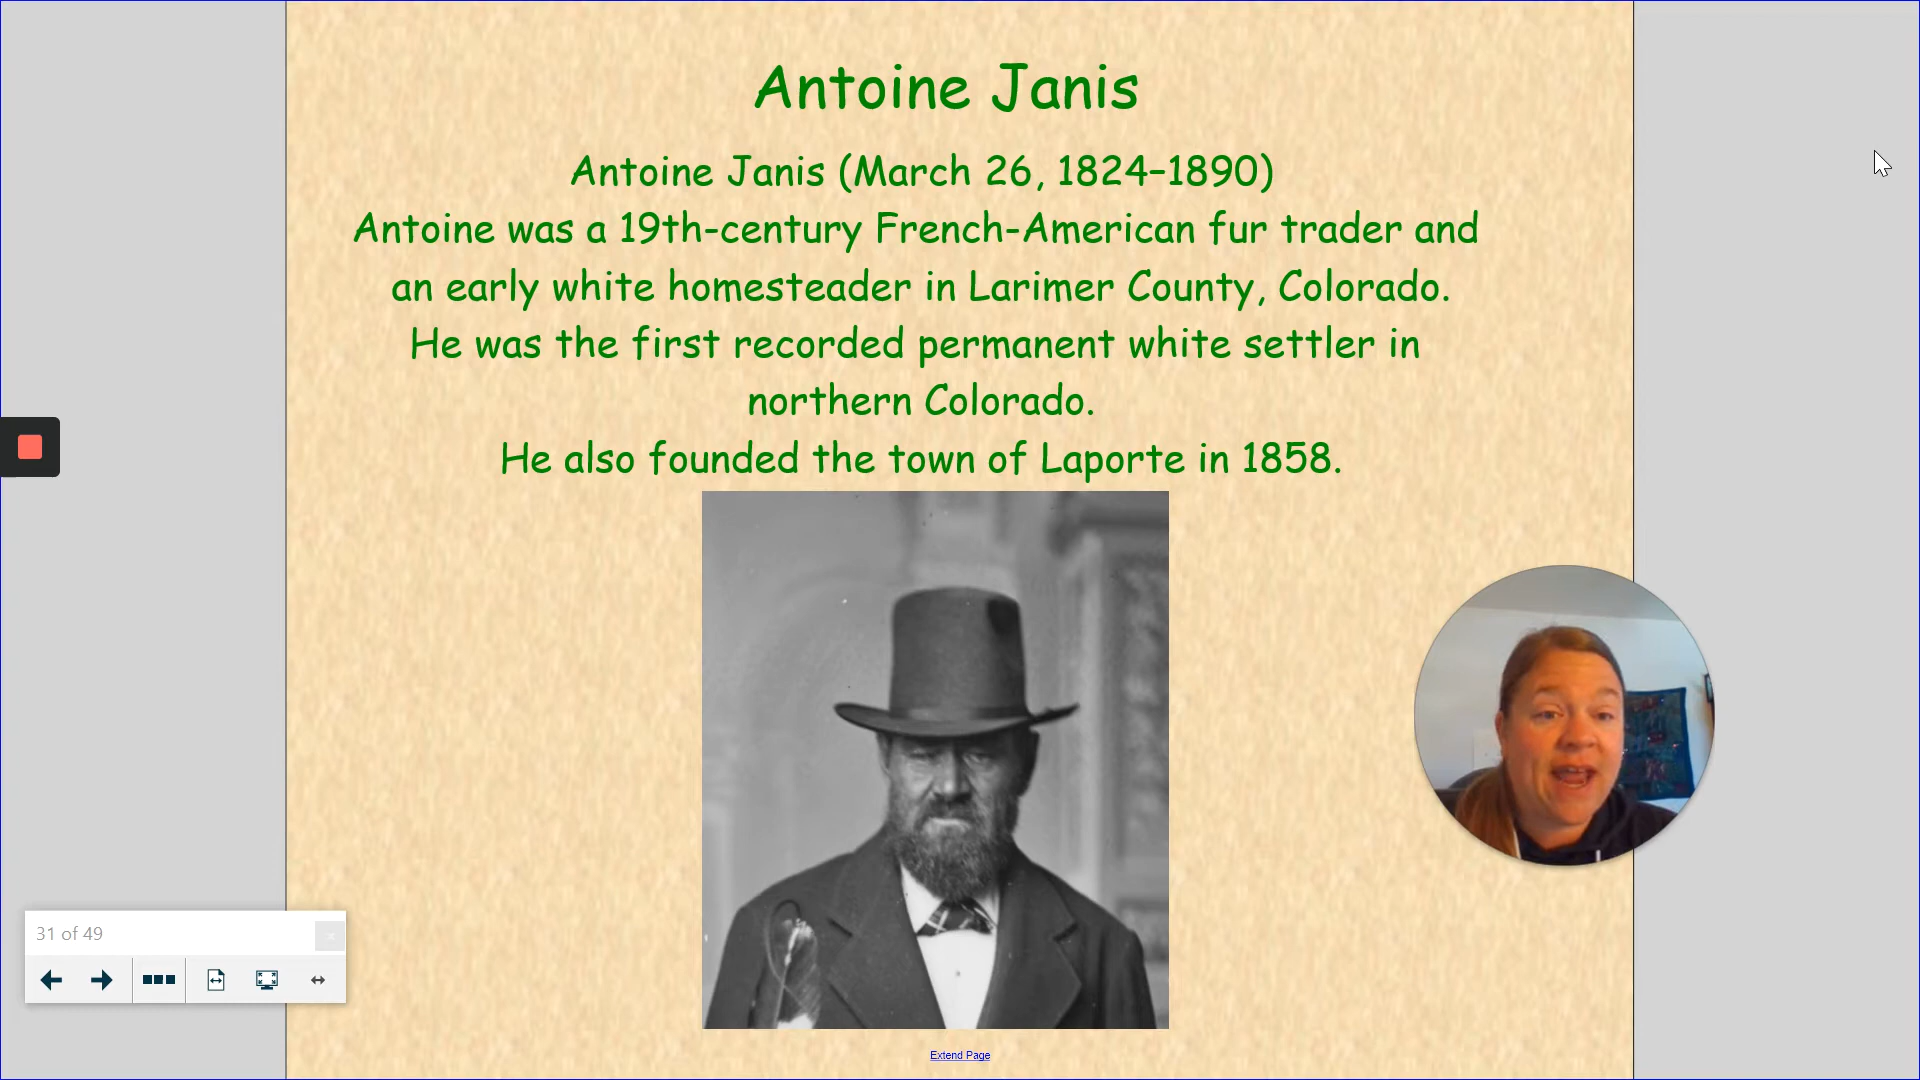 Antoine Janis
Antoine Janis (March 26, 1824–1890)
Antoine was a 19th-century French-American fur trader and
an early white homesteader in Larimer County, Colorado.
He was the first recorded permanent white settler in
northern Colorado.
He also founded the town of Laporte in 1858.
31 of 49
Extend Page